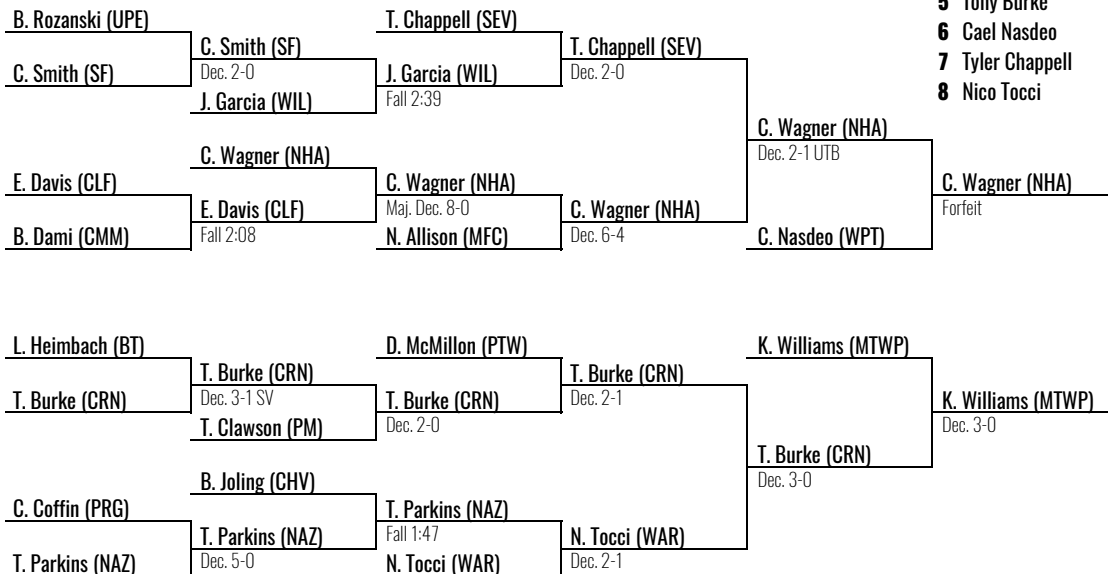 5 Tony Burke
6 Cael Nasdeo
7 Tyler Chappell
8 Nico Tocci
B. Rozanski (UPE)
C. Smith (SF)
C. Smith (SF)
Dec. 2-0
J. Garcia (WIL)
T. Chappell (SEV)
J. Garcia (WIL)
Fall 2:39
T. Chappell (SEV)
Dec. 2-0
C. Wagner (NHA)
E. Davis (CLF)
B. Dami (CMM)
E. Davis (CLF)
Fall 2:08
C. Wagner (NHA)
Maj. Dec. 8-0
N. Allison (MFC)
C. Wagner (NHA)
Dec. 6-4
C. Wagner (NHA)
Dec. 2-1 UTB
C. Nasdeo (WPT)
C. Wagner (NHA)
Forfeit
L. Heimbach (BT)
T. Burke (CRN)
T. Burke (CRN)
Dec. 3-1 SV
T. Clawson (PM)
D. McMillon (PTW)
T. Burke (CRN)
Dec. 2-0
T. Burke (CRN)
Dec. 2-1
B. Joling (CHV)
C. Coffin (PRG)
T. Parkins (NAZ)
T. Parkins (NAZ)
Dec. 5-0
T. Parkins (NAZ)
Fall 1:47
N. Tocci (WAR)
N. Tocci (WAR)
Dec. 2-1
K. Williams (MTWP)
T. Burke (CRN)
Dec. 3-0
K. Williams (MTWP)
Dec. 3-0